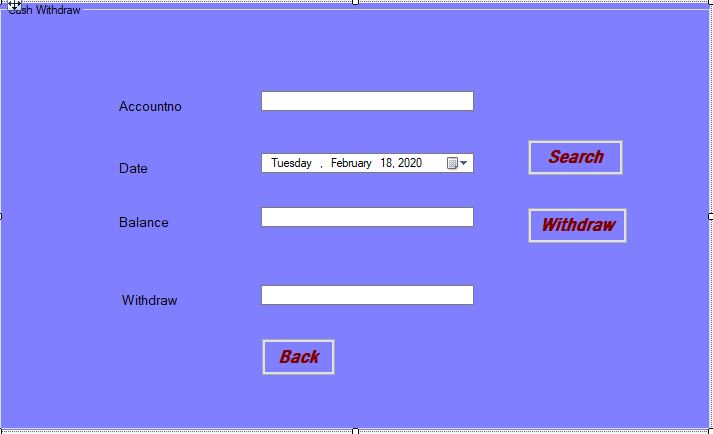 Cash Withdraw
Accountno
Date
Tuesday , February 18, 2020
Search
Balance
Withdraw
Withdraw
Back